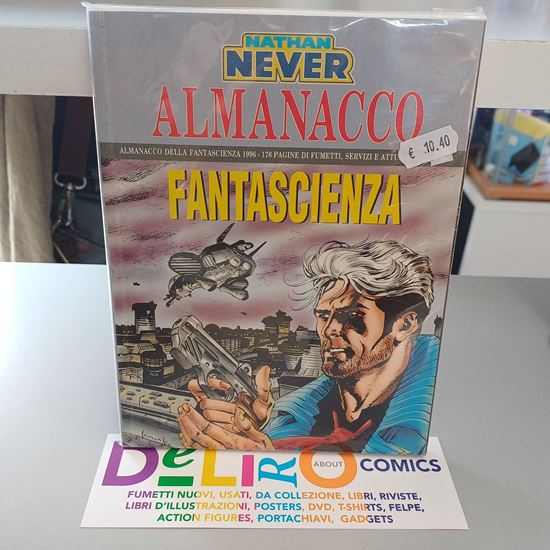 NATHAN
NEVER
ALMANACCO
€ 10.40
ALMANACCO DELLA FANTASCIENZA 1996 - 176 PAGINE DI FUMETTI, SERVIZI E
FANTASCIENZA
DeLiRO
ABOUT
COMICS
FUMETTI NUOVI, USATI, DA COLLEZIONE, LIBRI, RIVISTE,
LIBRI D'ILLUSTRAZIONI, POSTERS, DVD, T-SHIRTS, FELPE,
ACTION FIGURES, PORTACHIAVI, GADGETS